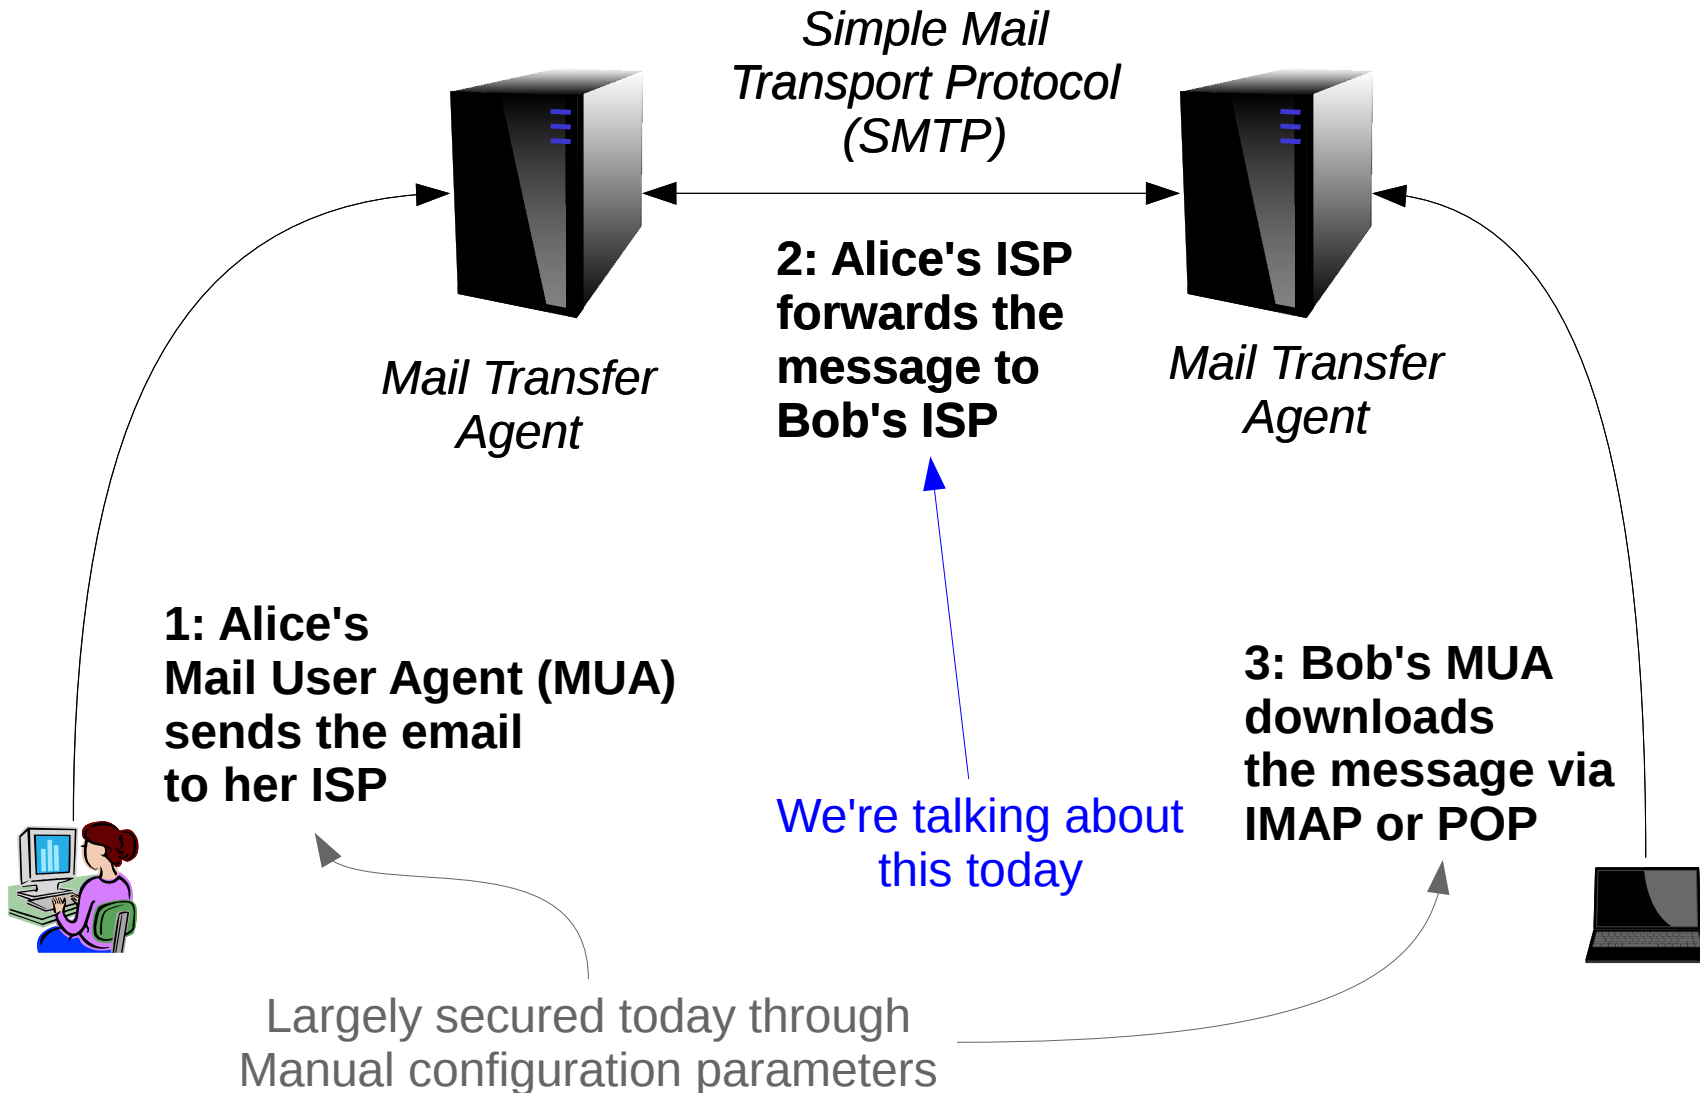 Simple Mail
Transport Protocol
(SMTP)
2: Alice's ISP
forwards the
message to
Bob's ISP
Mail Transfer
Agent
Mail Transfer
Agent
1: Alice's
Mail User Agent (MUA)
sends the email
to her ISP
3: Bob's MUA
downloads
the message via
IMAP or POP
We're talking about
this today
Largely secured today through
Manual configuration parameters